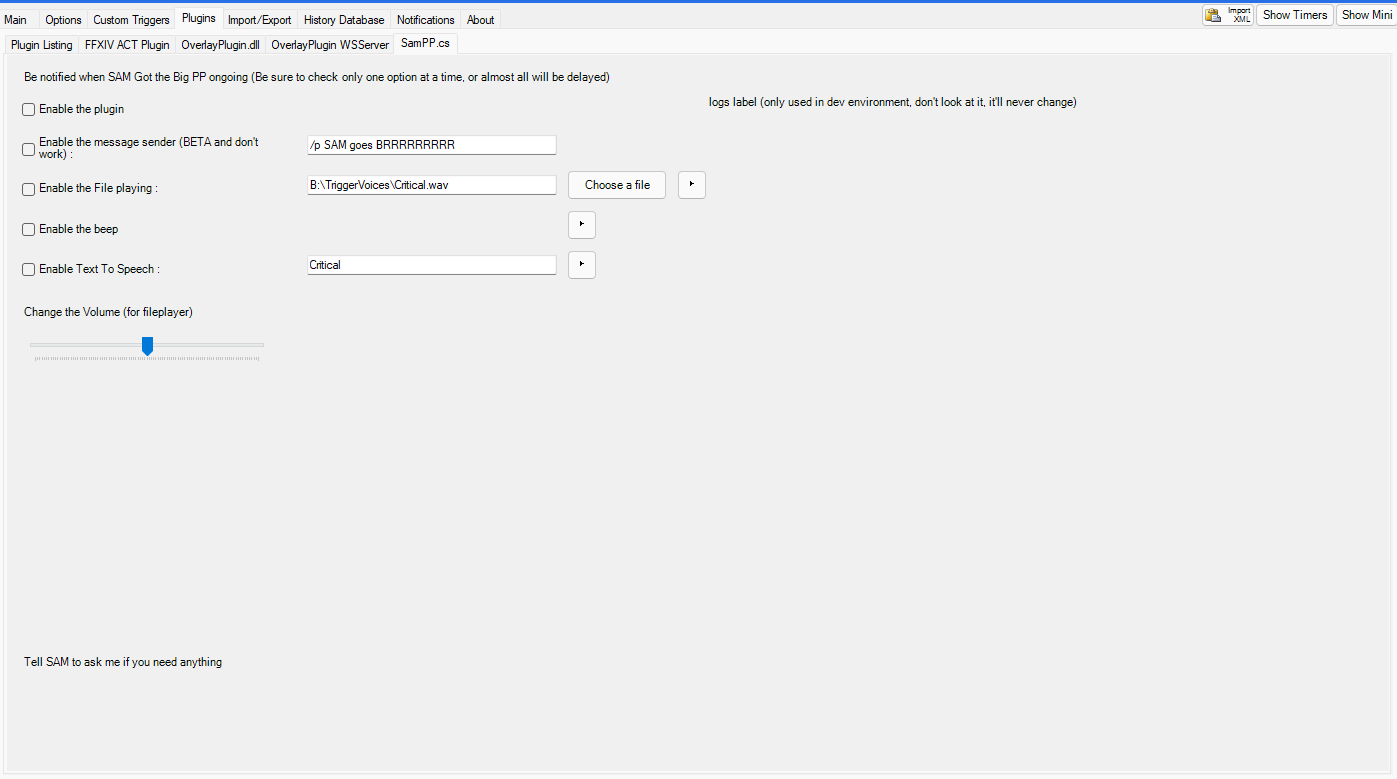 Main Options Custom Triggers Plugins Import/Export History Database Notifications About
Import
XML
Show Timers Show Mini
Plugin Listing FFXIV ACT Plugin OverlayPlugin.dll OverlayPlugin WSServer SamPP.cs
Be notified when SAM Got the Big PP ongoing (Be sure to check only one option at a time, or almost all will be delayed)
logs label (only used in dev environment, don't look at it, it'll never change)
Enable the plugin
Enable the message sender (BETA and don't
work) :
/p SAM goes BRRRRRRRRR
Enable the File playing :
B:\TriggerVoices\Critical.wav
Choose a file
Enable the beep
Enable Text To Speech :
Critical
Change the Volume (for fileplayer)
Tell SAM to ask me if you need anything